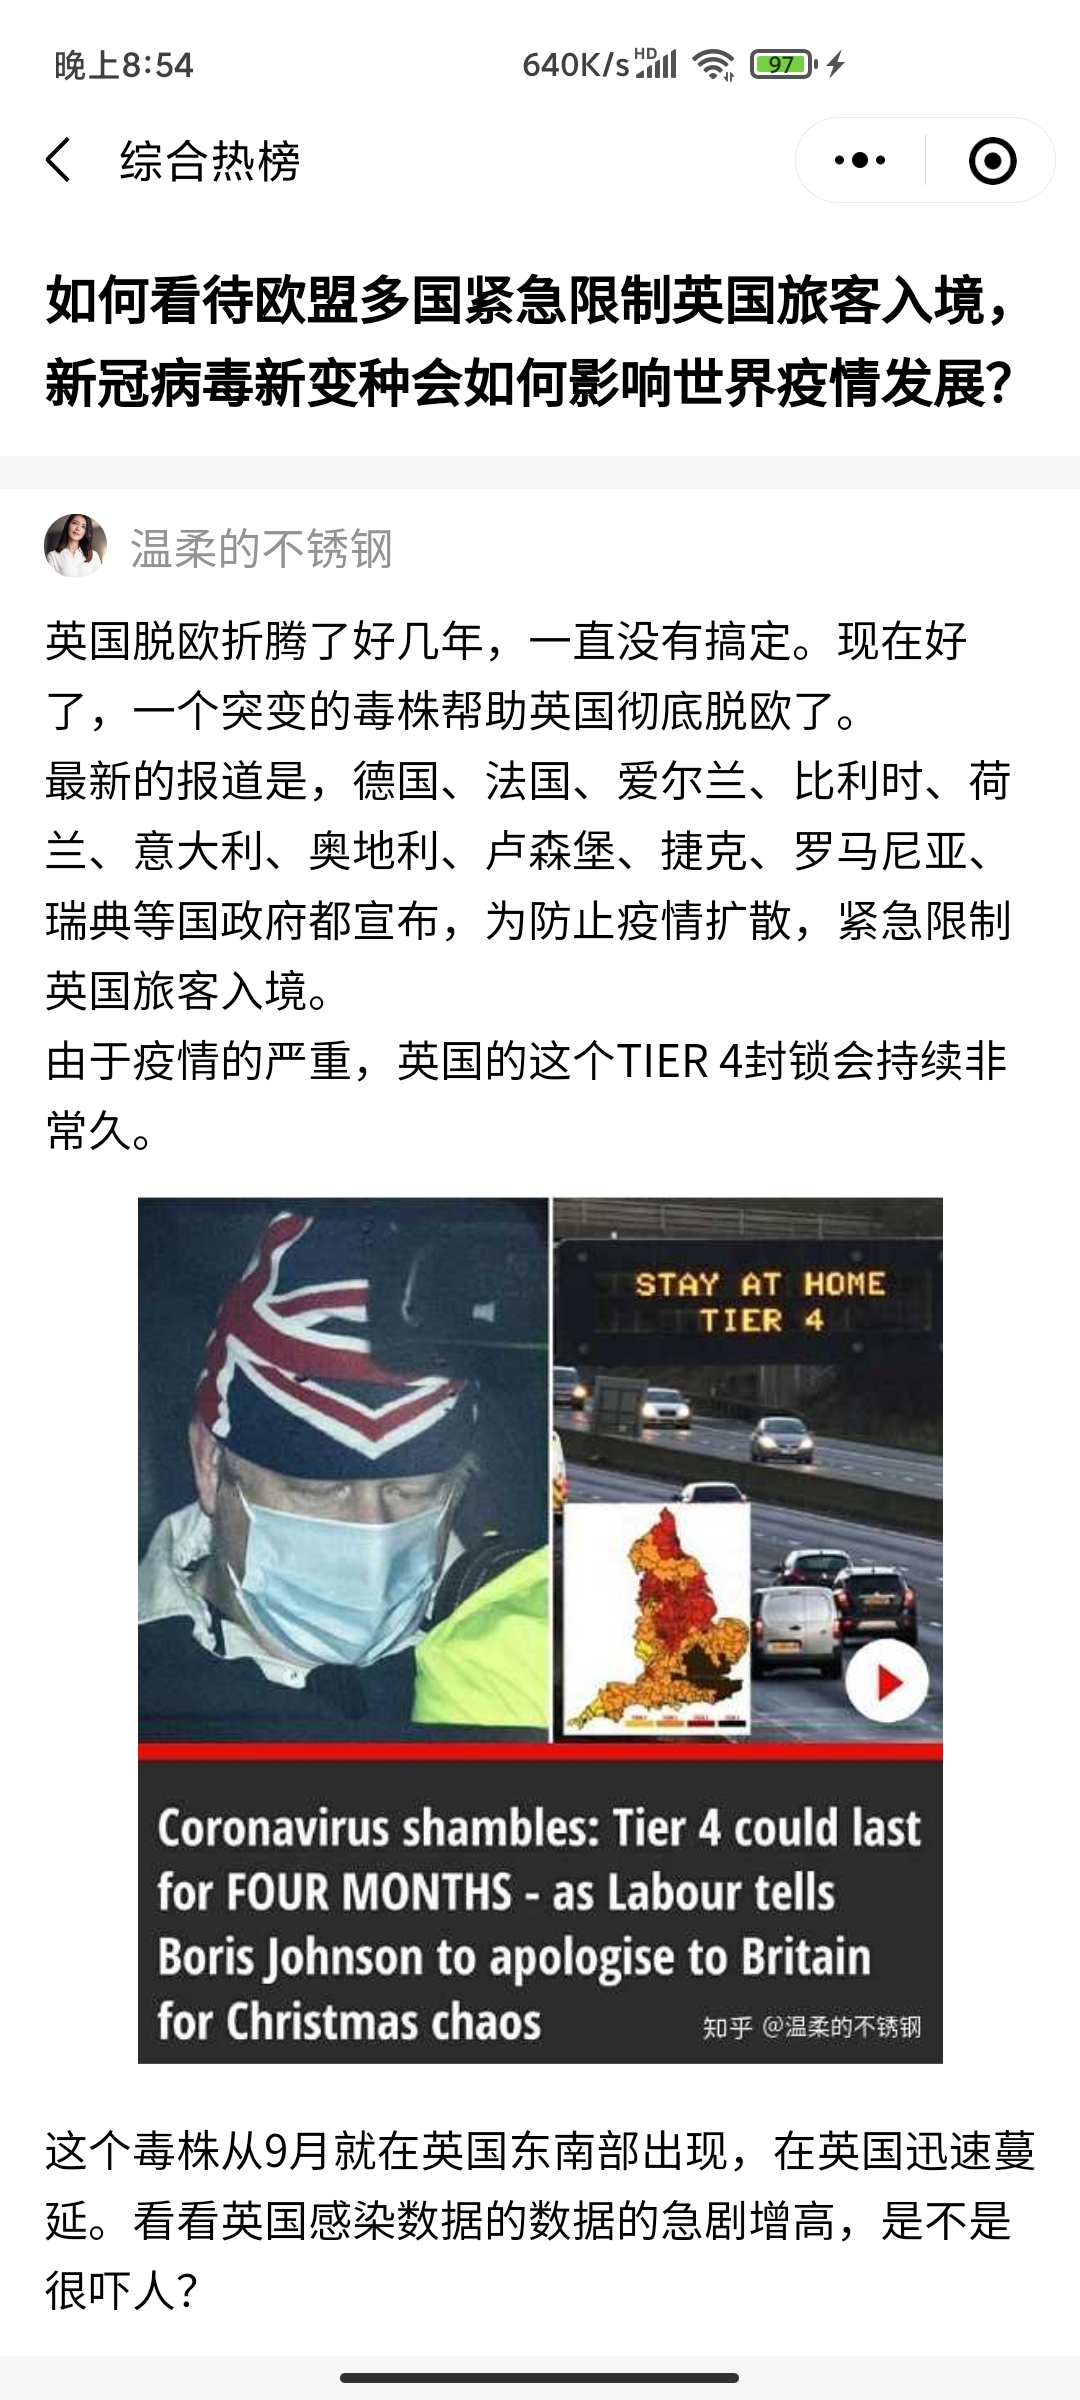 晚上8:54
640K/s HD 97
综合热榜
如何看待欧盟多国紧急限制英国旅客入境，
新冠病毒新变种会如何影响世界疫情发展？
温柔的不锈钢
英国脱欧折腾了好几年，一直没有搞定。现在好
了，一个突变的毒株帮助英国彻底脱欧了。
最新的报道是，德国、法国、爱尔兰、比利时、荷
兰、意大利、奥地利、卢森堡、捷克、罗马尼亚、
瑞典等国政府都宣布，为防止疫情扩散，紧急限制
英国旅客入境。
由于疫情的严重，英国的这个TIER 4封锁会持续非
常久。
STAY AT HOME
TIER 4
Coronavirus shambles: Tier 4 could last
for FOUR MONTHS - as Labour tells
Boris Johnson to apologise to Britain
for Christmas chaos
知乎 @温柔的不锈钢
这个毒株从9月就在英国东南部出现，在英国迅速蔓
延。看看英国感染数据的数据的急剧增高，是不是
很吓人？